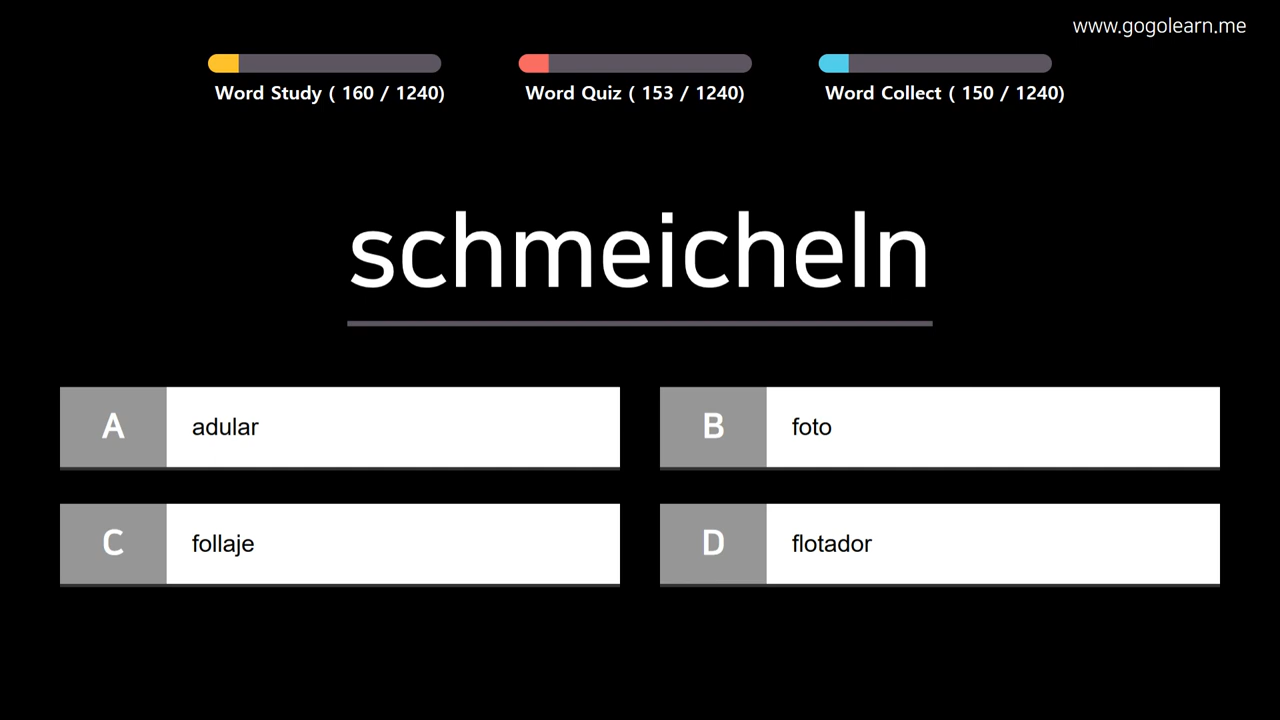 www.gogolearn.me
Word Study ( 160 / 1240)
Word Quiz ( 153 / 1240)
Word Collect ( 150 / 1240)
schmeicheln
A adular
B foto
C follaje
D flotador